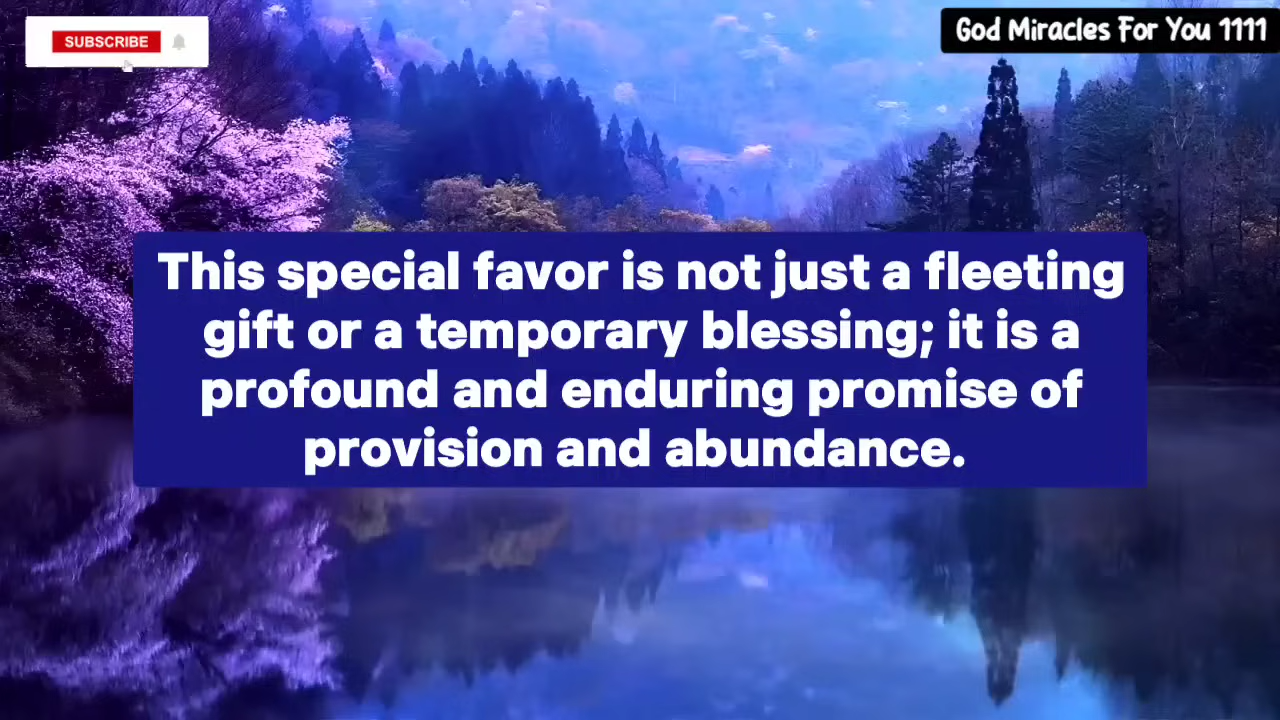 SUBSCRIBE
God Miracles For You 1111
This special favor is not just a fleeting
gift or a temporary blessing; it is a
profound and enduring promise of
provision and abundance.